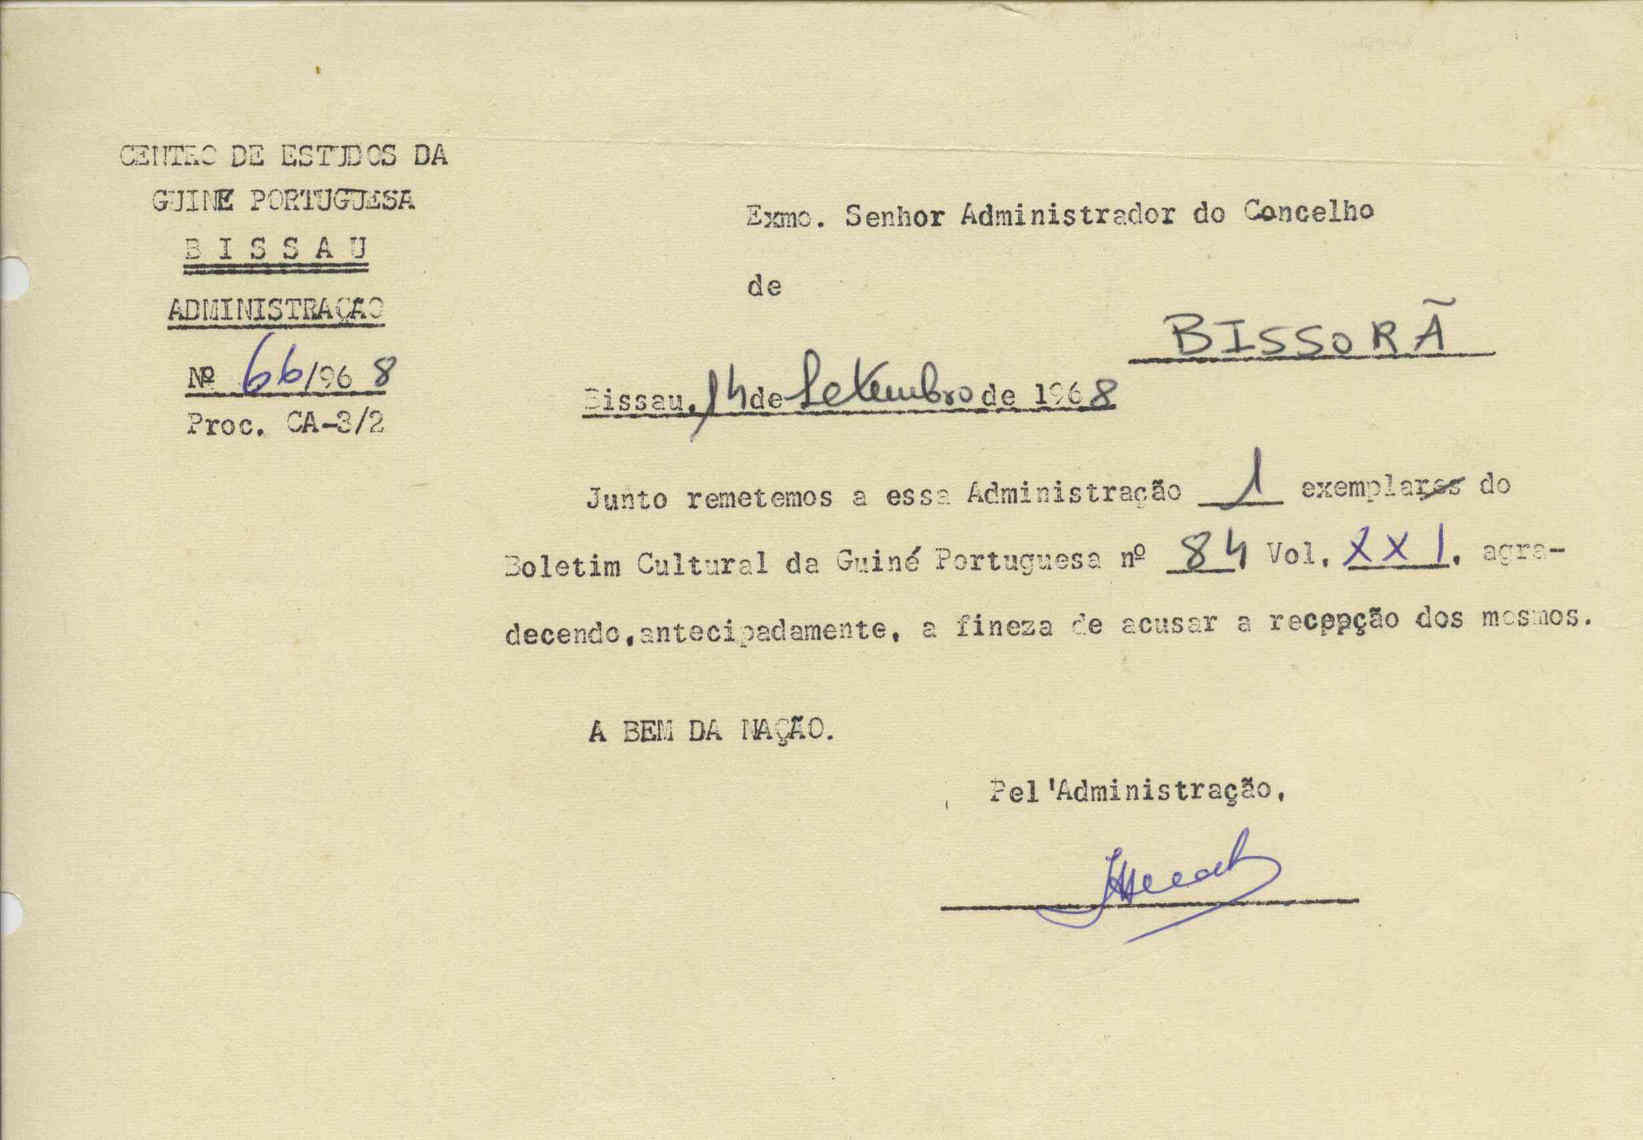 CENTRO DE ESTUDOS DA
GUINE PORTUGUESA
B I S S A U
ADMINISTRAÇÃO
Nº 66/968
Proc. CA-3/2
Exmo. Senhor Administrador do Concelho
de
BISSORÃ
Bissau, 14 de Setembro de 1968
Junto remetemos a essa Administração 1 exemplares do
Boletim Cultural da Guiné Portuguesa nº 84 Vol. XXI. agra-
decendo,antecipadamente, a fineza de acusar a recepção dos mesmos.
A BEM DA NAÇÃO.
Pel'Administração,